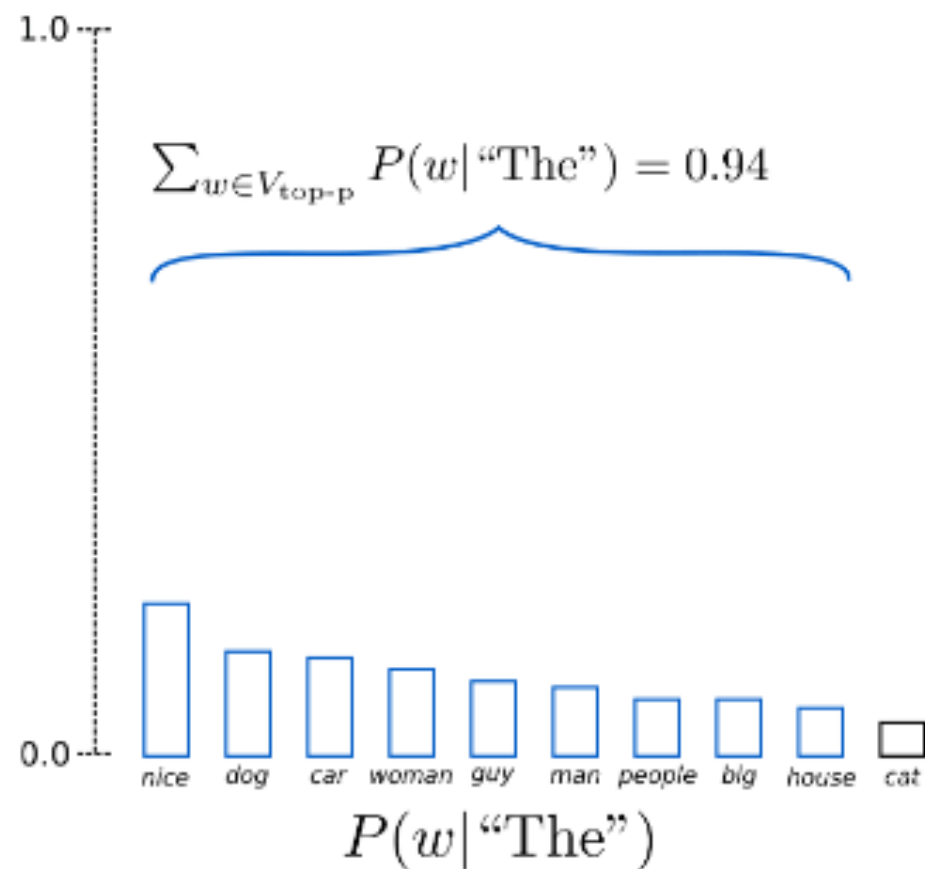 1.0
∑w∈Vtop-p P(w|“The”) = 0.94
0.0
nice dog car woman guy man people big house cat
P(w|“The”)